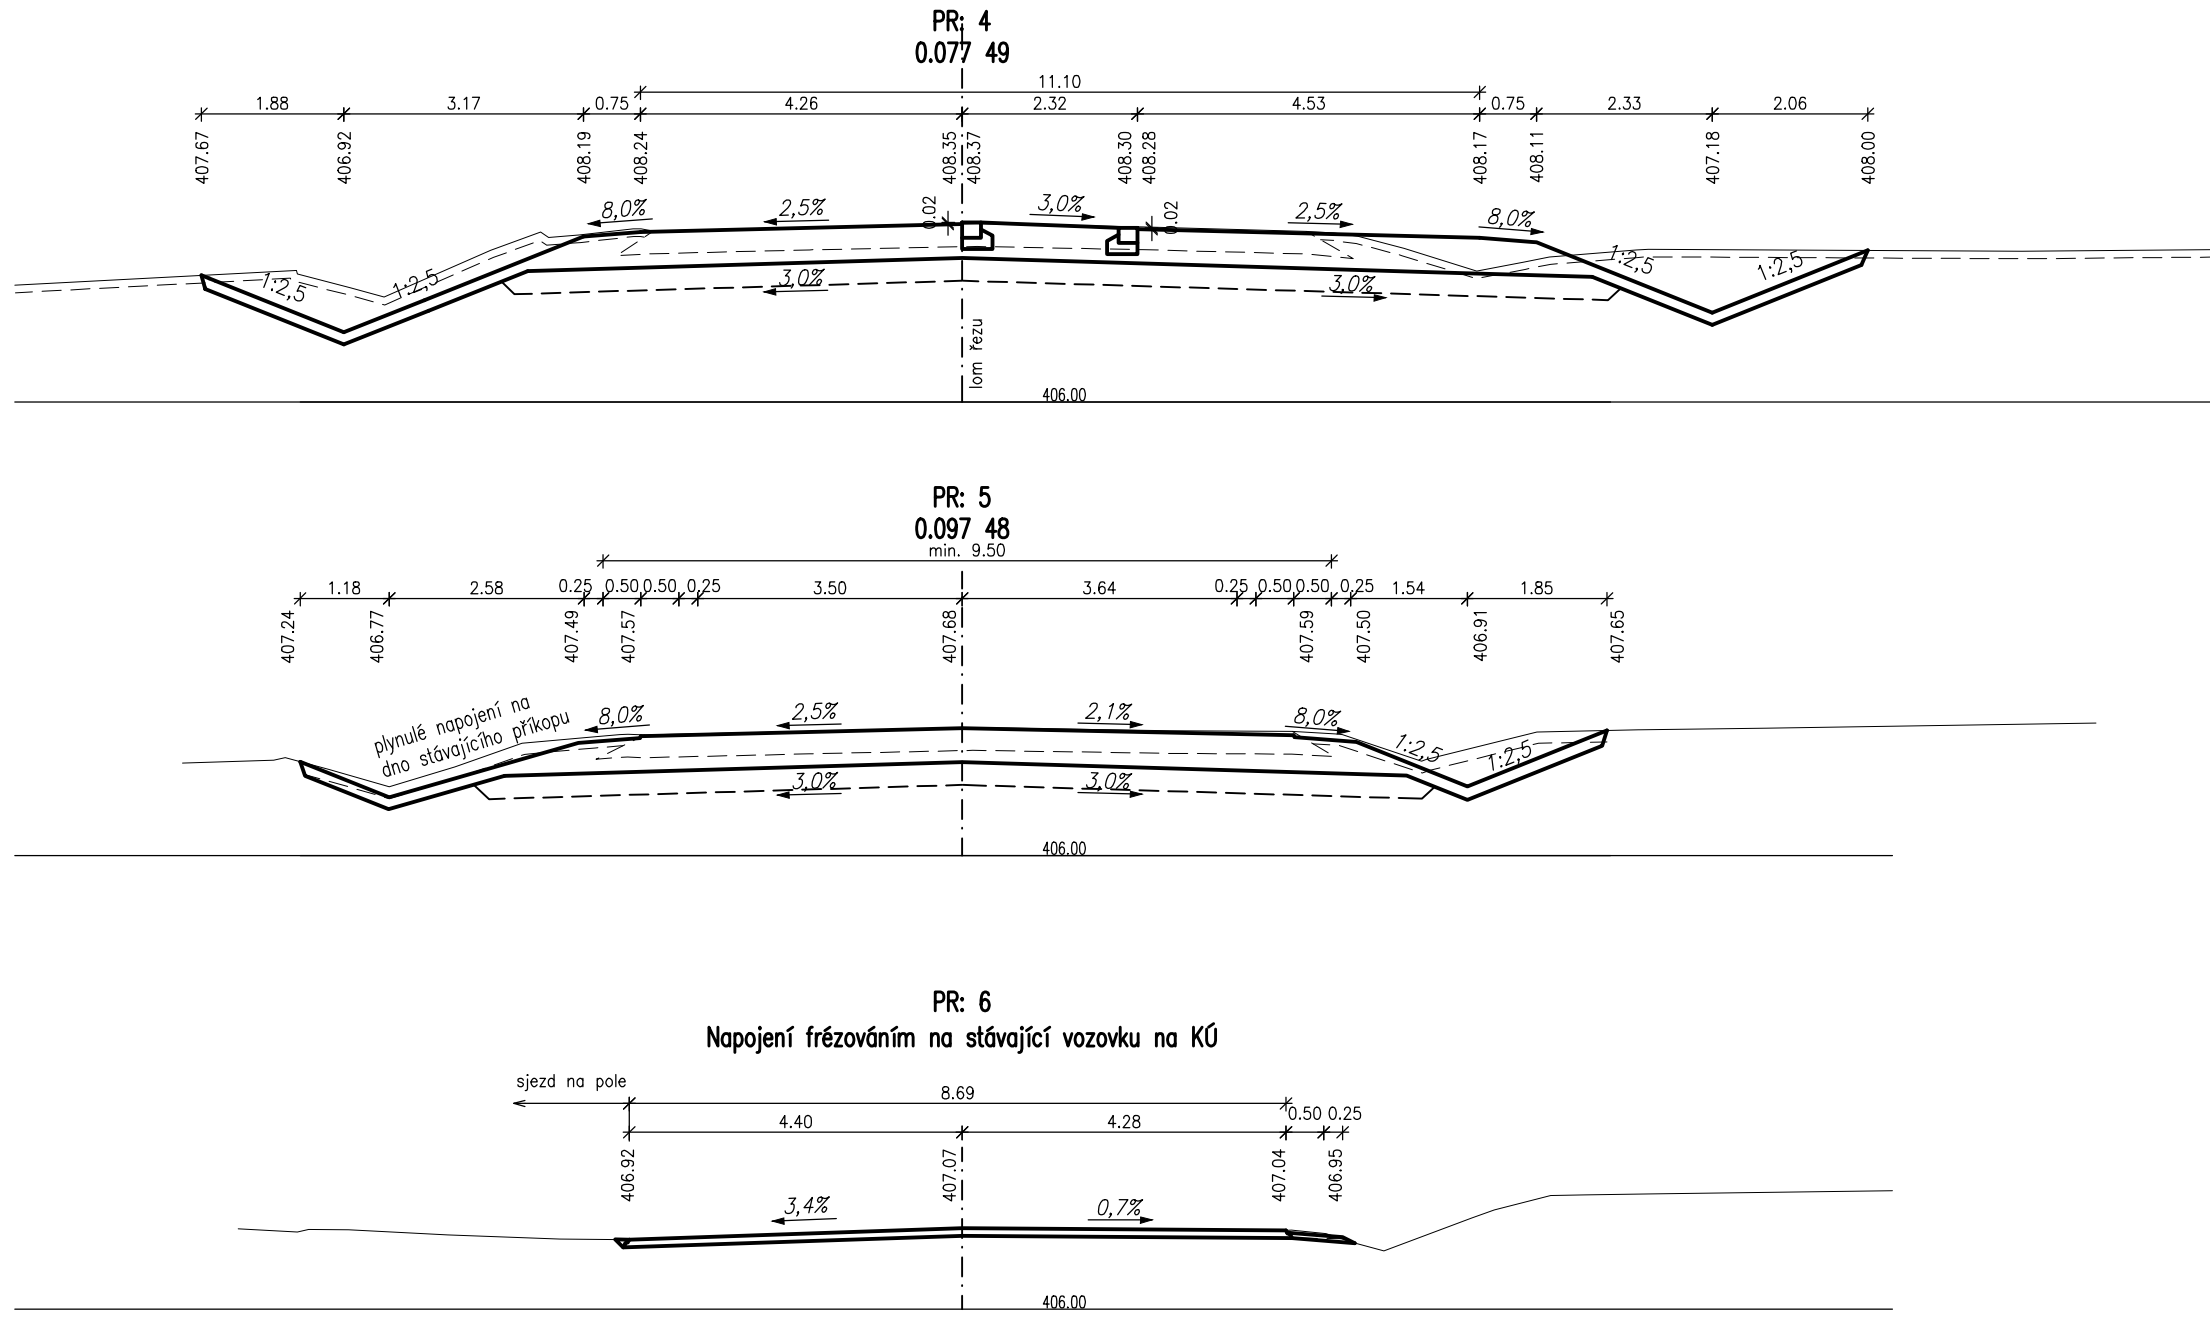 PR: 4
0.077 49
11.10
1.88 3.17 0.75 4.26 2.32 4.53 0.75 2.33 2.06
407.67 406.92 408.19 408.24 408.35 408.37 408.30 408.28 408.17 408.11 407.18 408.00
8,0% 2,5% 0.02 3,0% 0.02 2,5% 8,0%
1:2,5 1:2,5 3,0% 3,0% 1:2,5 1:2,5
lom řezu
406.00
PR: 5
0.097 48
min. 9.50
1.18 2.58 0.25 0.50 0.50 0.25 3.50 3.64 0.25 0.50 0.50 0.25 1.54 1.85
407.24 406.77 407.49 407.57 407.68 407.59 407.50 406.91 407.65
plynulé napojení na
dno stávajícího příkopu
8,0% 2,5% 2,1% 8,0% 1:2,5 1:2,5
3,0% 3,0%
406.00
PR: 6
Napojení frézováním na stávající vozovku na KÚ
sjezd na pole
8.69
4.40 4.28 0.50 0.25
406.92 407.07 407.04 406.95
3,4% 0,7%
406.00